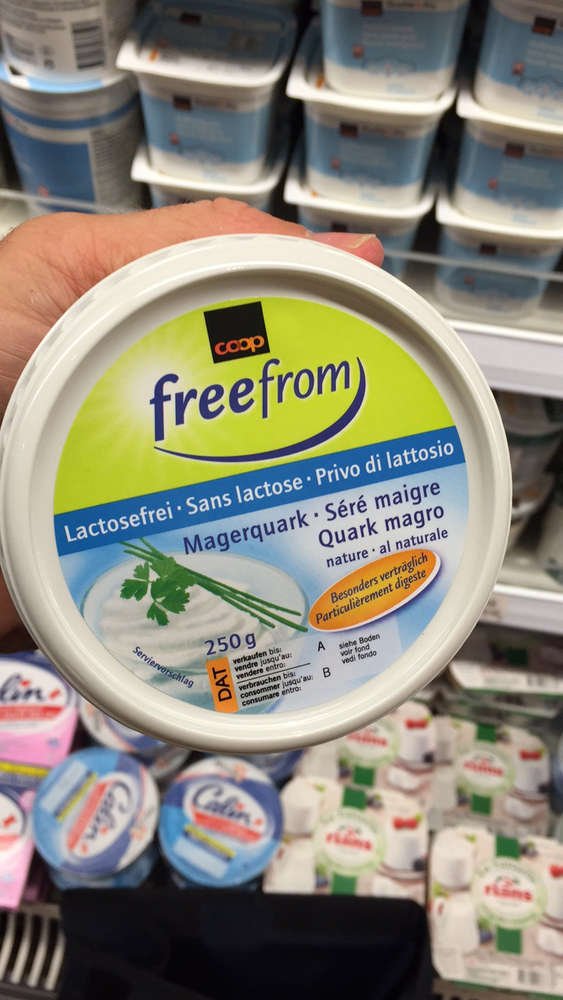 coop
freefrom
Lactosefrei · Sans lactose · Privo di lattosio
Magerquark · Séré maigre
Quark magro
nature · al naturale
Besonders verträglich
Particulièrement digeste
250 g
Serviervorschlag
DAT
verkaufen bis:
vendre jusqu'au:
vendere entro:
A
siehe Boden
voir fond
vedi fondo
verbrauchen bis:
consommer jusqu'au:
consumare entro:
B
Calin+
Calin+